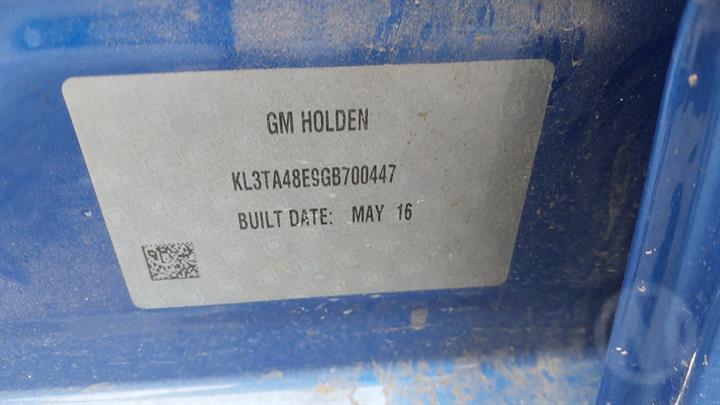 GM HOLDEN
KL3TA48E9GB700447
BUILT DATE: MAY 16